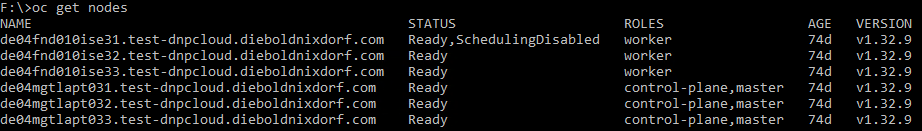 F:\>oc get nodes
NAME STATUS ROLES AGE VERSION
de04fnd010ise31.test-dnpcloud.dieboldnixdorf.com Ready,SchedulingDisabled worker 74d v1.32.9
de04fnd010ise32.test-dnpcloud.dieboldnixdorf.com Ready worker 74d v1.32.9
de04fnd010ise33.test-dnpcloud.dieboldnixdorf.com Ready worker 74d v1.32.9
de04mgtlapt031.test-dnpcloud.dieboldnixdorf.com Ready control-plane,master 74d v1.32.9
de04mgtlapt032.test-dnpcloud.dieboldnixdorf.com Ready control-plane,master 74d v1.32.9
de04mgtlapt033.test-dnpcloud.dieboldnixdorf.com Ready control-plane,master 74d v1.32.9